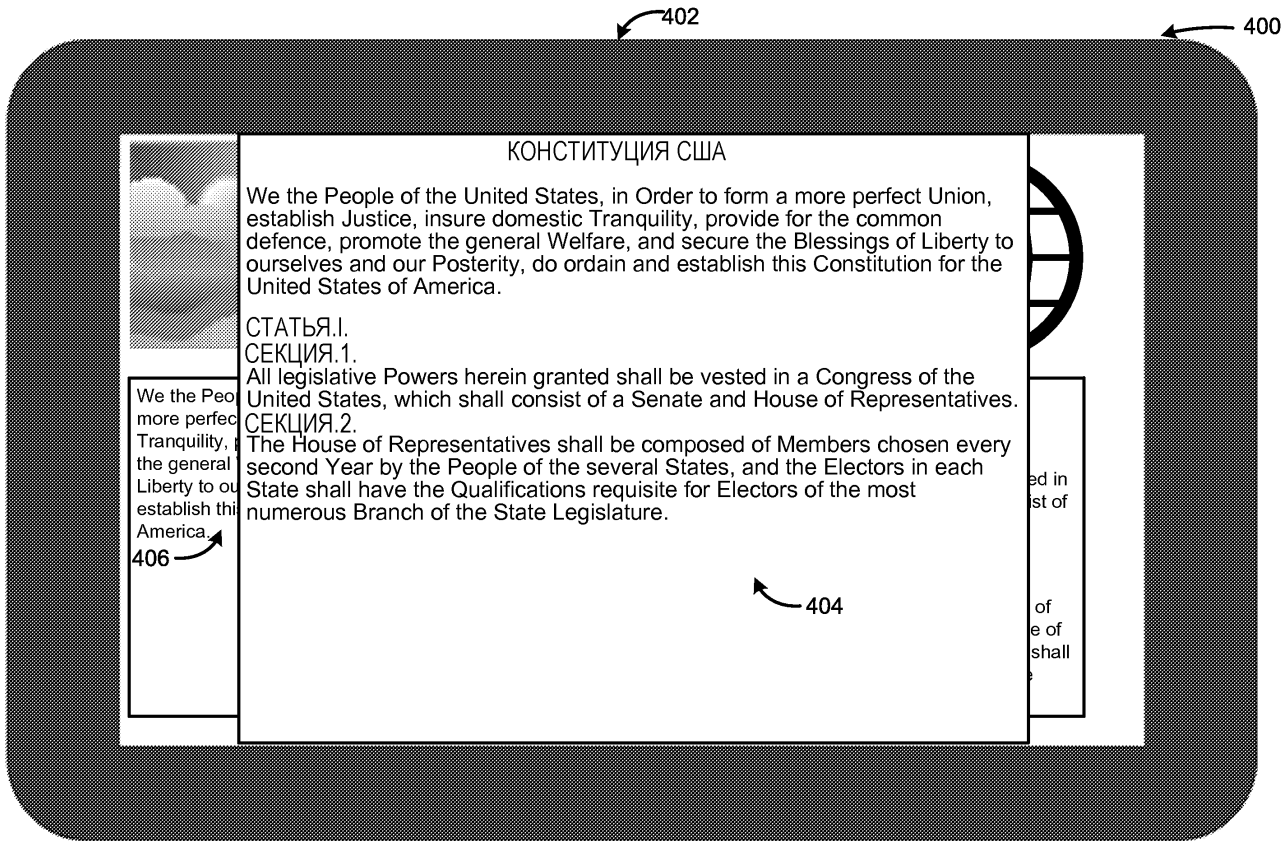 402
400
КОНСТИТУЦИЯ США
We the People of the United States, in Order to form a more perfect Union,
establish Justice, insure domestic Tranquility, provide for the common
defence, promote the general Welfare, and secure the Blessings of Liberty to
ourselves and our Posterity, do ordain and establish this Constitution for the
United States of America.
СТАТЬЯ.I.
СЕКЦИЯ.1.
All legislative Powers herein granted shall be vested in a Congress of the
United States, which shall consist of a Senate and House of Representatives.
СЕКЦИЯ.2.
The House of Representatives shall be composed of Members chosen every
second Year by the People of the several States, and the Electors in each
State shall have the Qualifications requisite for Electors of the most
numerous Branch of the State Legislature.
404
We the Peo
more perfec
Tranquility,
the general
Liberty to ou
establish thi
America.
406
ed in
ist of
of
e of
shall
e